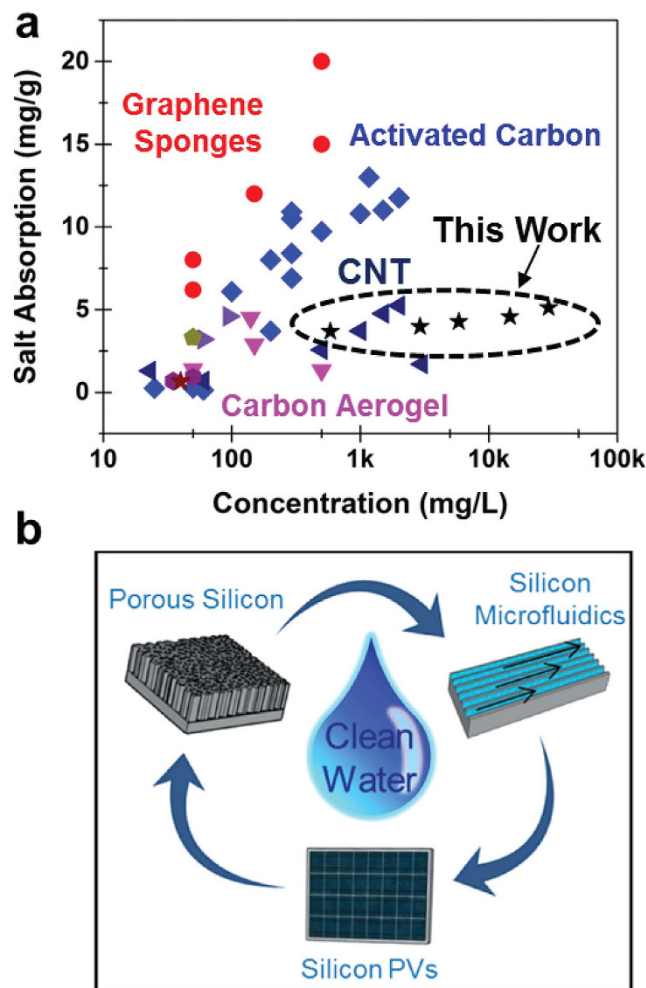 a
20
15
10
5
0
Salt Absorption (mg/g)
Graphene
Sponges
Activated Carbon
This Work
CNT
Carbon Aerogel
10
100
1k
10k
100k
Concentration (mg/L)
b
Porous Silicon
Silicon
Microfluidics
Clean
Water
Silicon PVs